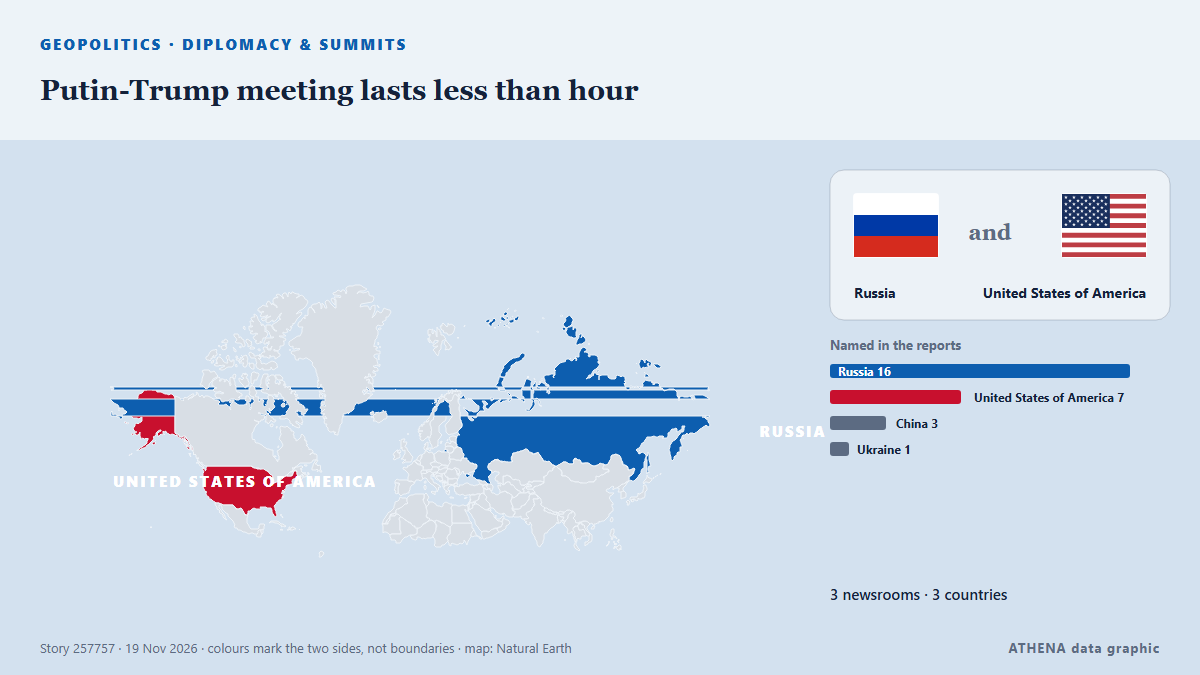 GEOPOLITICS · DIPLOMACY & SUMMITS
Putin-Trump meeting lasts less than hour
and
Russia
United States of America
Named in the reports
Russia 16
United States of America 7
China 3
Ukraine 1
RUSSIA
UNITED STATES OF AMERICA
3 newsrooms · 3 countries
Story 257757 · 19 Nov 2026 · colours mark the two sides, not boundaries · map: Natural Earth
ATHENA data graphic